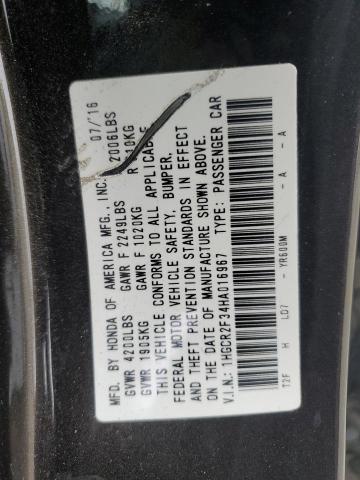 MFD. BY HONDA OF AMERICA MFG., INC. 07/'16
GVWR 4200LBS GAWR F 2249LBS 2006LBS
GVWR 1905KG GAWR F 1020KG R 910KG
THIS VEHICLE CONFORMS TO ALL APPLICABLE
FEDERAL MOTOR VEHICLE SAFETY, BUMPER,
AND THEFT PREVENTION STANDARDS IN EFFECT
ON THE DATE OF MANUFACTURE SHOWN ABOVE.
V.I.N.: 1HGCR2F34HA016967 TYPE: PASSENGER CAR
T2F H LD7 - YR600M - A - A